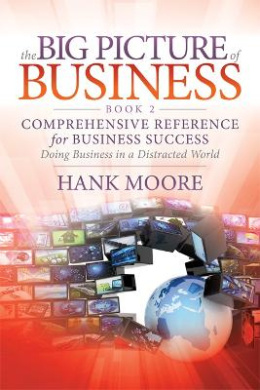 the BIG PICTURE of
BUSINESS
BOOK 2
COMPREHENSIVE REFERENCE
for BUSINESS SUCCESS
Doing Business in a Distracted World
HANK MOORE